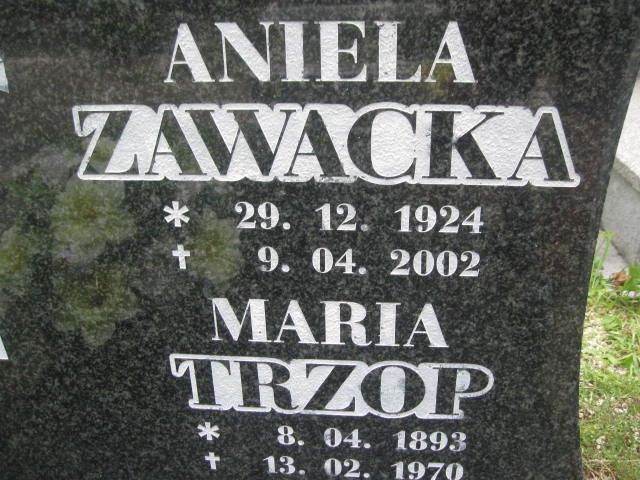 ANIELA
ZAWACKA
* 29. 12. 1924
† 9. 04. 2002
MARIA
TRZOP
* 8. 04. 1893
† 13. 02. 1970